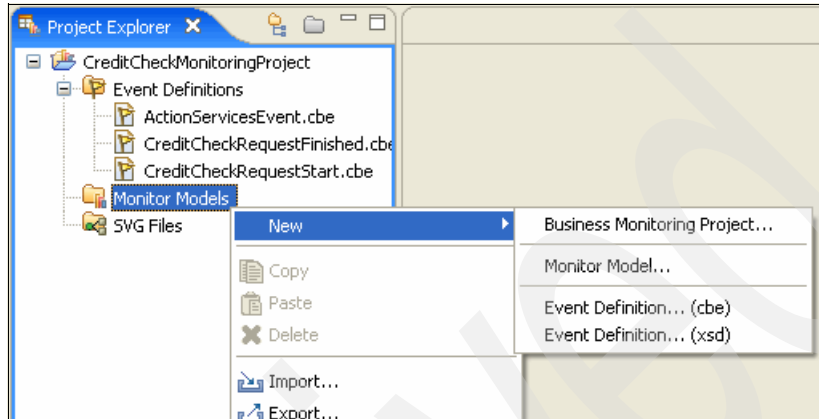 Project Explorer
CreditCheckMonitoringProject
Event Definitions
ActionServicesEvent.cbe
CreditCheckRequestFinished.cbe
CreditCheckRequestStart.cbe
Monitor Models
SVG Files
New
Copy
Paste
Delete
Import...
Export...
Business Monitoring Project...
Monitor Model...
Event Definition... (cbe)
Event Definition... (xsd)